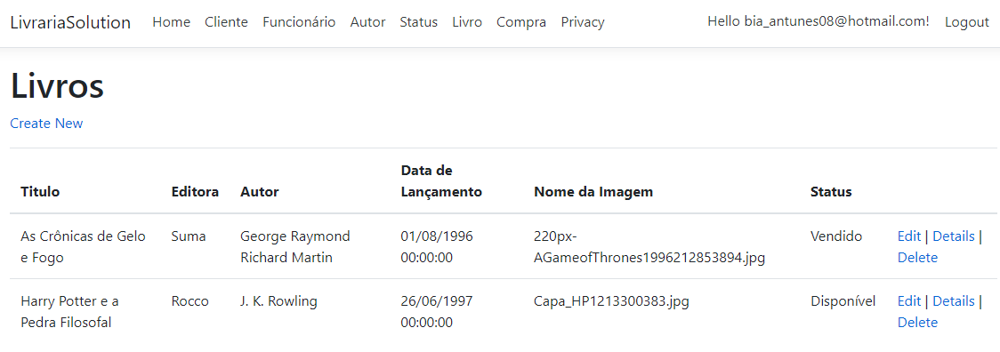 LivrariaSolution Home Cliente Funcionário Autor Status Livro Compra Privacy Hello bia_antunes08@hotmail.com! Logout
Livros
Create New
Titulo Editora Autor Data de Lançamento Nome da Imagem Status
As Crônicas de Gelo e Fogo Suma George Raymond Richard Martin 01/08/1996 00:00:00 220px-AGameofThrones1996212853894.jpg Vendido Edit | Details | Delete
Harry Potter e a Pedra Filosofal Rocco J. K. Rowling 26/06/1997 00:00:00 Capa_HP1213300383.jpg Disponível Edit | Details | Delete